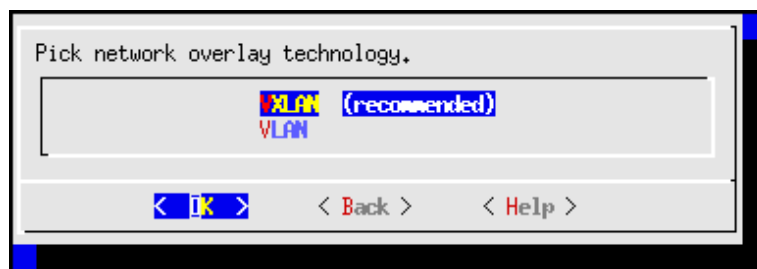 Pick network overlay technology.
VXLAN (recommended)
VLAN
< OK > < Back > < Help >